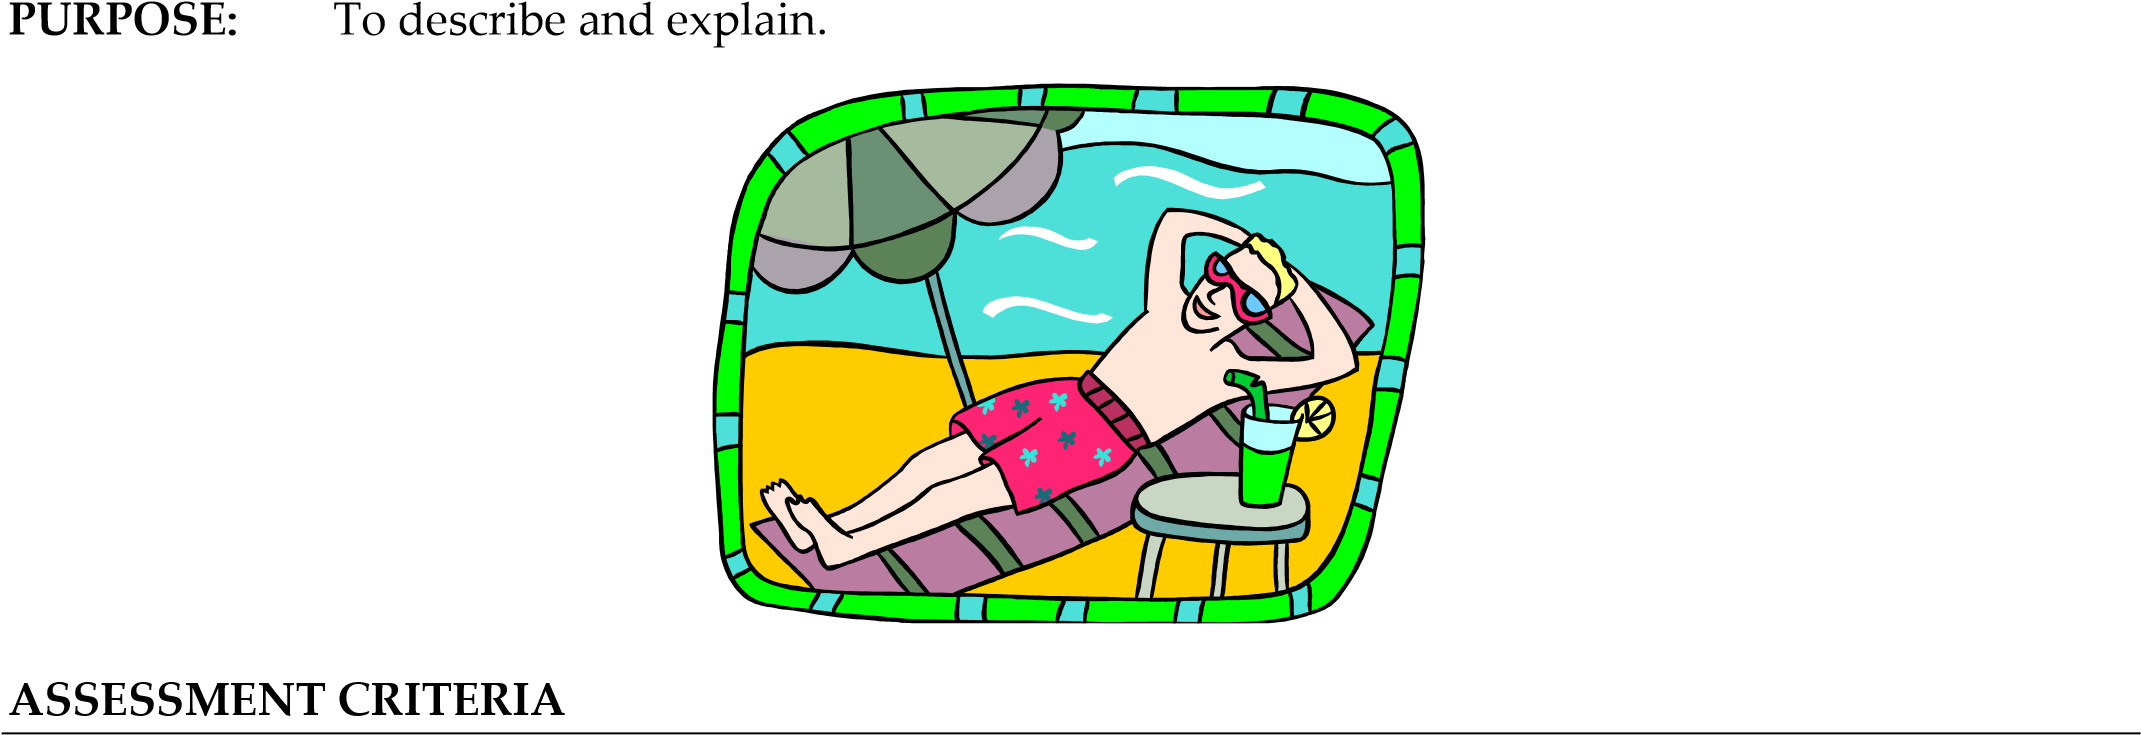 PURPOSE: To describe and explain.
ASSESSMENT CRITERIA